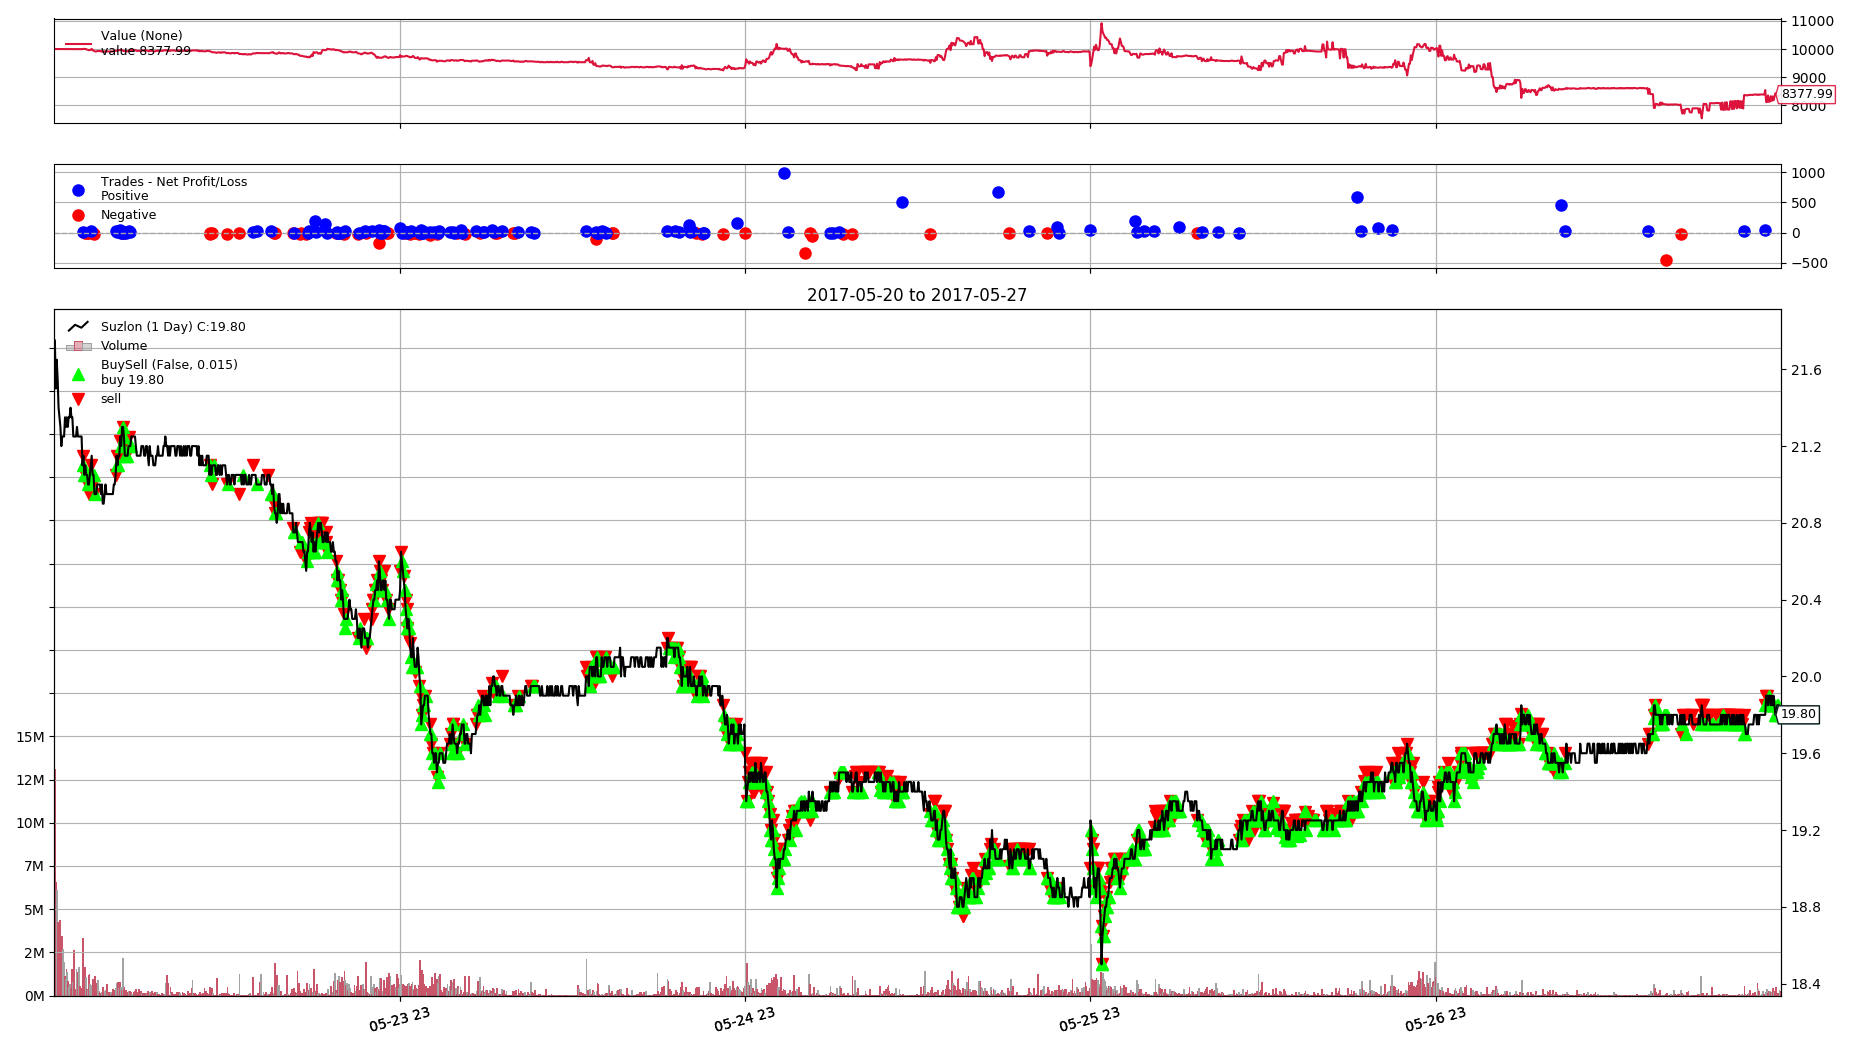 Value (None)
value 8377.99
11000
10000
9000
8377.99
8000
Trades - Net Profit/Loss
Positive
Negative
1000
500
0
−500
2017-05-20 to 2017-05-27
Suzlon (1 Day) C:19.80
Volume
BuySell (False, 0.015)
buy 19.80
sell
21.6
21.2
20.8
20.4
20.0
19.80
19.6
19.2
18.8
18.4
15M
12M
10M
7M
5M
2M
0M
05-23 23
05-24 23
05-25 23
05-26 23